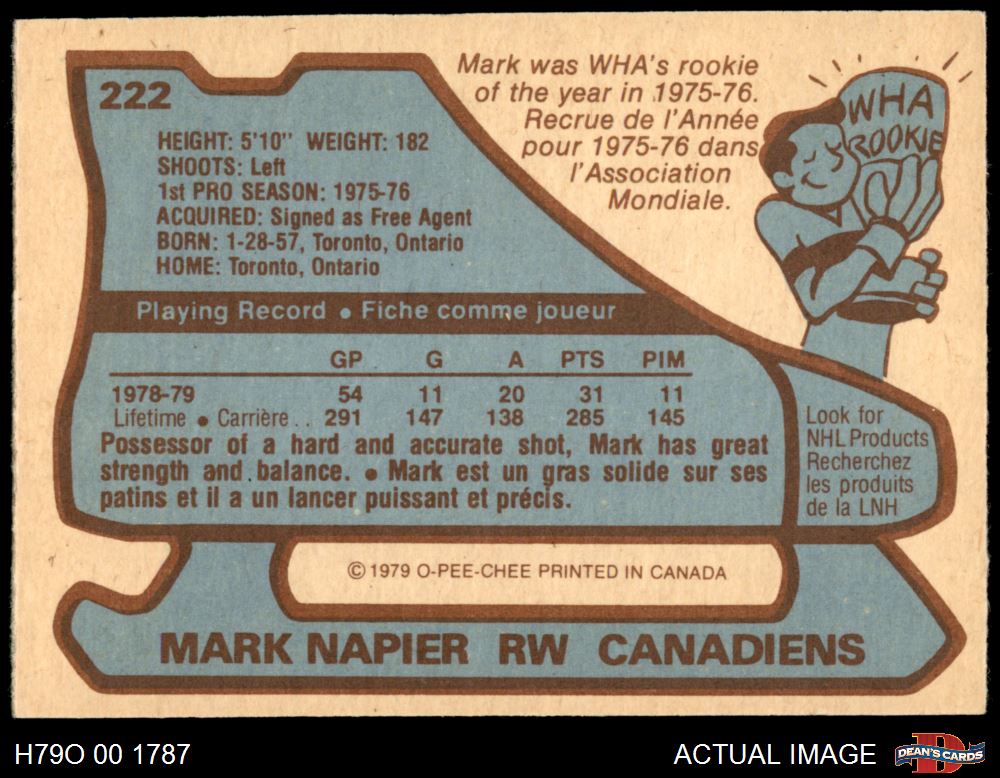 222
HEIGHT: 5'10" WEIGHT: 182
SHOOTS: Left
1st PRO SEASON: 1975-76
ACQUIRED: Signed as Free Agent
BORN: 1-28-57, Toronto, Ontario
HOME: Toronto, Ontario
Mark was WHA's rookie
of the year in 1975-76.
Recrue de l'Année
pour 1975-76 dans
l'Association
Mondiale.
WHA
ROOKIE
Playing Record • Fiche comme joueur
GP G A PTS PIM
1978-79 54 11 20 31 11
Lifetime • Carrière . . 291 147 138 285 145
Possessor of a hard and accurate shot, Mark has great
strength and balance. • Mark est un gras solide sur ses
patins et il a un lancer puissant et précis.
Look for
NHL Products
Recherchez
les produits
de la LNH
© 1979 O-PEE-CHEE PRINTED IN CANADA
MARK NAPIER RW CANADIENS
H79O 00 1787
ACTUAL IMAGE
DEAN'S CARDS